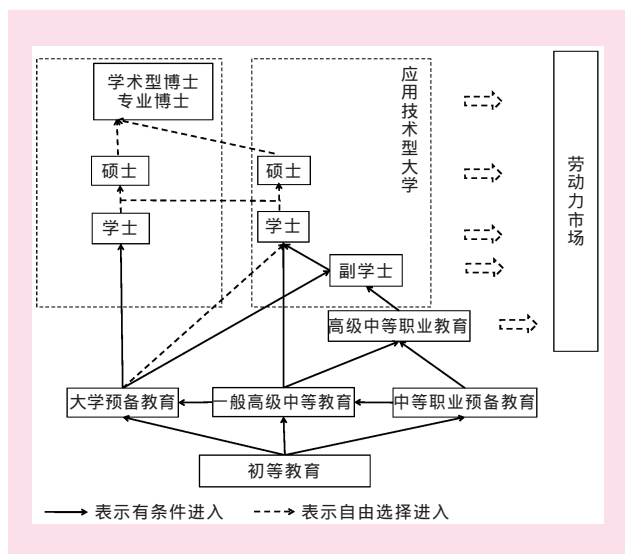 学术型博士
专业博士
应用技术型大学
硕士
硕士
劳动力市场
学士
学士
副学士
高级中等职业教育
大学预备教育
一般高级中等教育
中等职业预备教育
初等教育
表示有条件进入
表示自由选择进入